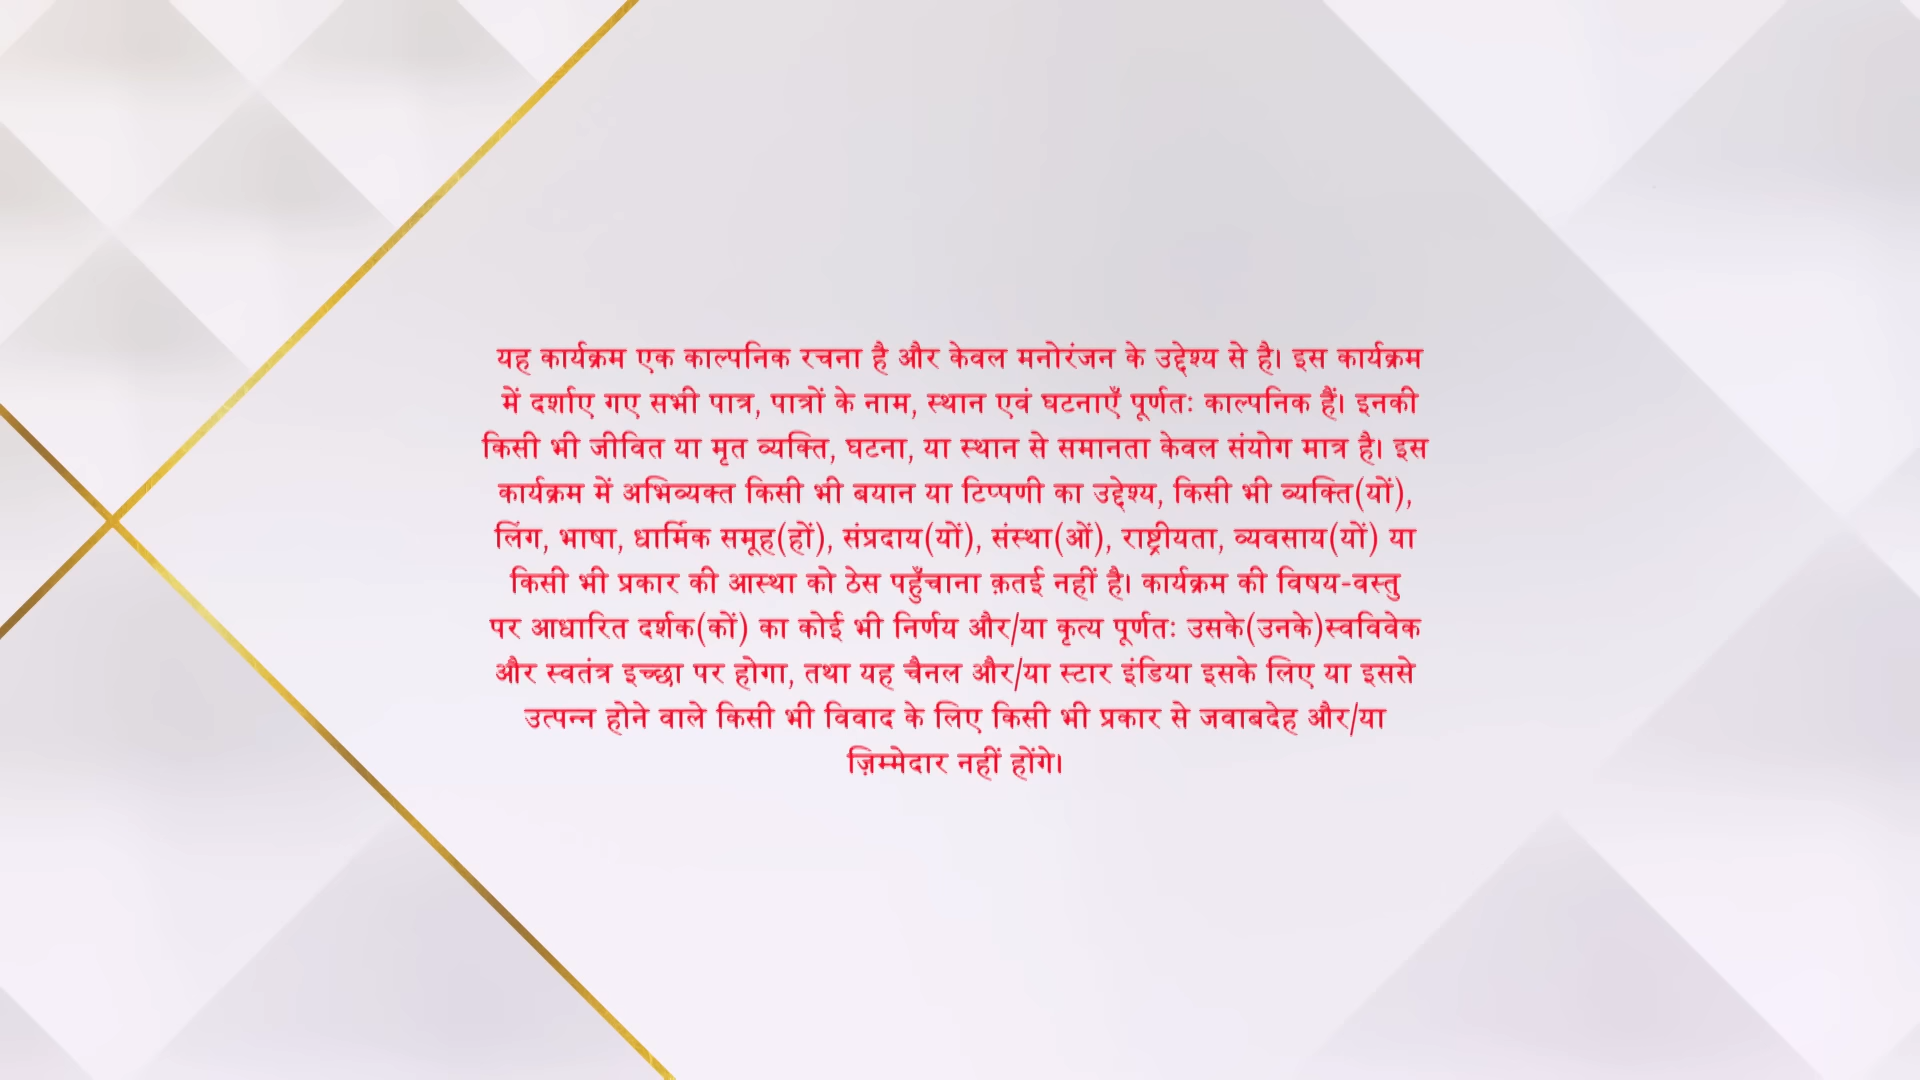 यह कार्यक्रम एक काल्पनिक रचना है और केवल मनोरंजन के उद्देश्य से है। इस कार्यक्रम
में दर्शाए गए सभी पात्र, पात्रों के नाम, स्थान एवं घटनाएँ पूर्णतः काल्पनिक हैं। इनकी
किसी भी जीवित या मृत व्यक्ति, घटना, या स्थान से समानता केवल संयोग मात्र है। इस
कार्यक्रम में अभिव्यक्त किसी भी बयान या टिप्पणी का उद्देश्य, किसी भी व्यक्ति(यों),
लिंग, भाषा, धार्मिक समूह(हों), संप्रदाय(यों), संस्था(ओं), राष्ट्रीयता, व्यवसाय(यों) या
किसी भी प्रकार की आस्था को ठेस पहुँचाना क़तई नहीं है। कार्यक्रम की विषय-वस्तु
पर आधारित दर्शक(कों) का कोई भी निर्णय और/या कृत्य पूर्णतः उसके(उनके)स्वविवेक
और स्वतंत्र इच्छा पर होगा, तथा यह चैनल और/या स्टार इंडिया इसके लिए या इससे
उत्पन्न होने वाले किसी भी विवाद के लिए किसी भी प्रकार से जवाबदेह और/या
ज़िम्मेदार नहीं होंगे।